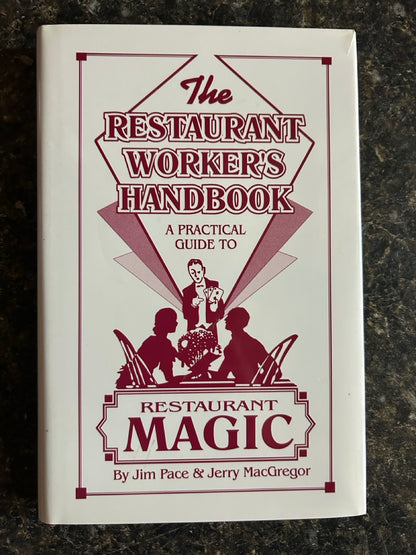 The
RESTAURANT
WORKER'S
HANDBOOK
A PRACTICAL
GUIDE TO
RESTAURANT
MAGIC
By Jim Pace & Jerry MacGregor